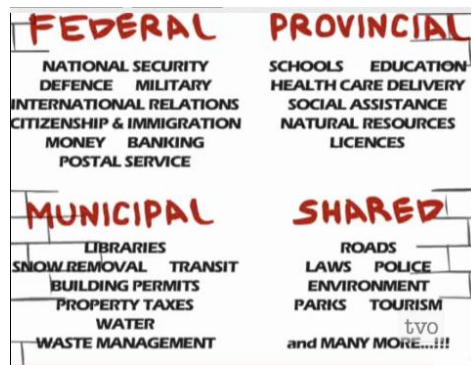 FEDERAL
NATIONAL SECURITY
DEFENCE MILITARY
INTERNATIONAL RELATIONS
CITIZENSHIP & IMMIGRATION
MONEY BANKING
POSTAL SERVICE
PROVINCIAL
SCHOOLS EDUCATION
HEALTH CARE DELIVERY
SOCIAL ASSISTANCE
NATURAL RESOURCES
LICENCES
MUNICIPAL
LIBRARIES
SNOW REMOVAL TRANSIT
BUILDING PERMITS
PROPERTY TAXES
WATER
WASTE MANAGEMENT
SHARED
ROADS
LAWS POLICE
ENVIRONMENT
PARKS TOURISM
tvo
and MANY MORE...!!!